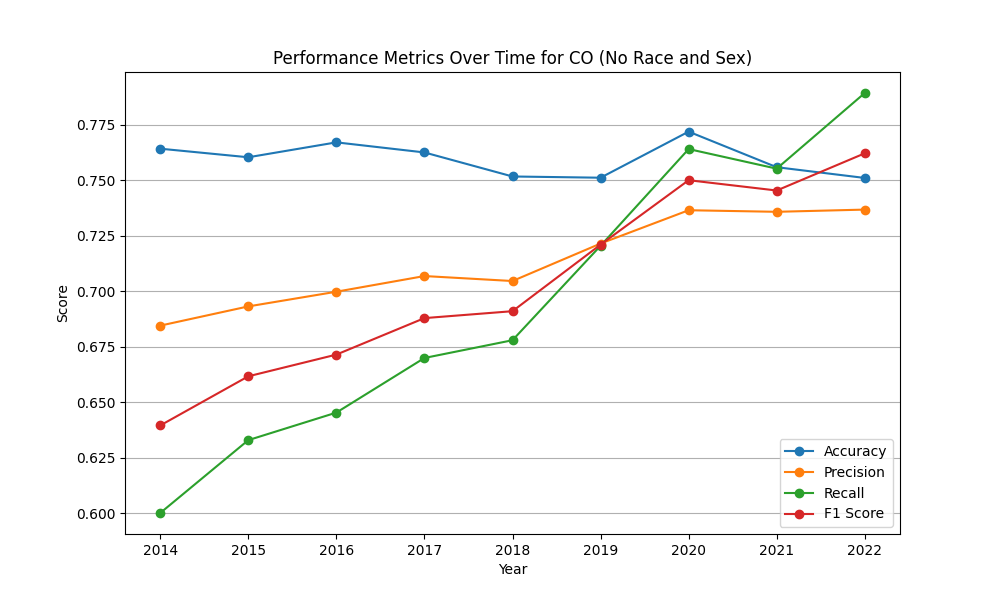 Performance Metrics Over Time for CO (No Race and Sex)
Score
0.775
0.750
0.725
0.700
0.675
0.650
0.625
0.600
2014 2015 2016 2017 2018 2019 2020 2021 2022
Year
Accuracy
Precision
Recall
F1 Score